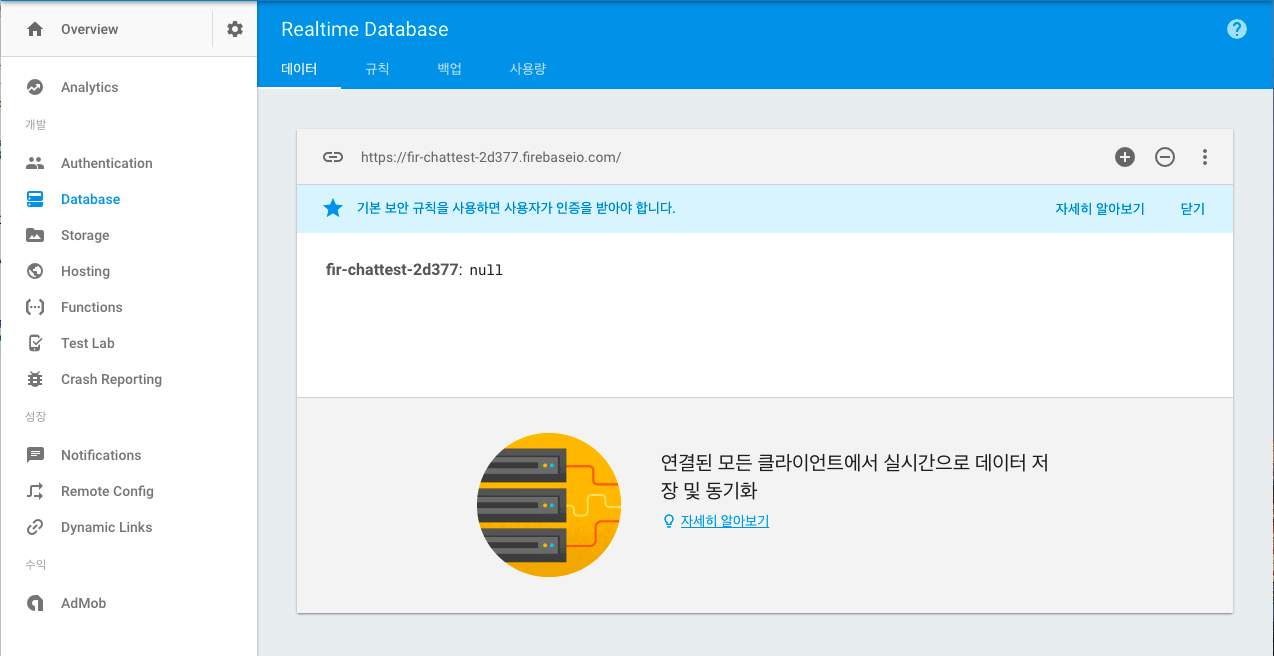 Overview
Analytics
개발
Authentication
Database
Storage
Hosting
Functions
Test Lab
Crash Reporting
성장
Notifications
Remote Config
Dynamic Links
수익
AdMob
Realtime Database
?
데이터 규칙 백업 사용량
https://fir-chattest-2d377.firebaseio.com/
기본 보안 규칙을 사용하면 사용자가 인증을 받아야 합니다. 자세히 알아보기 닫기
fir-chattest-2d377: null
연결된 모든 클라이언트에서 실시간으로 데이터 저
장 및 동기화
자세히 알아보기